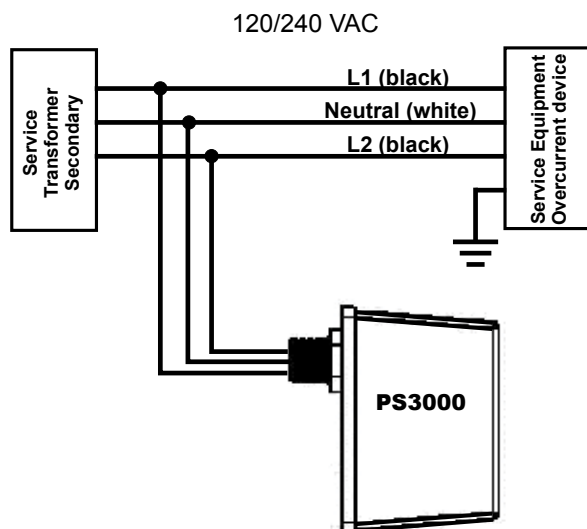 120/240 VAC
Service
Transformer
Secondary
L1 (black)
Neutral (white)
L2 (black)
Service Equipment
Overcurrent device
PS3000